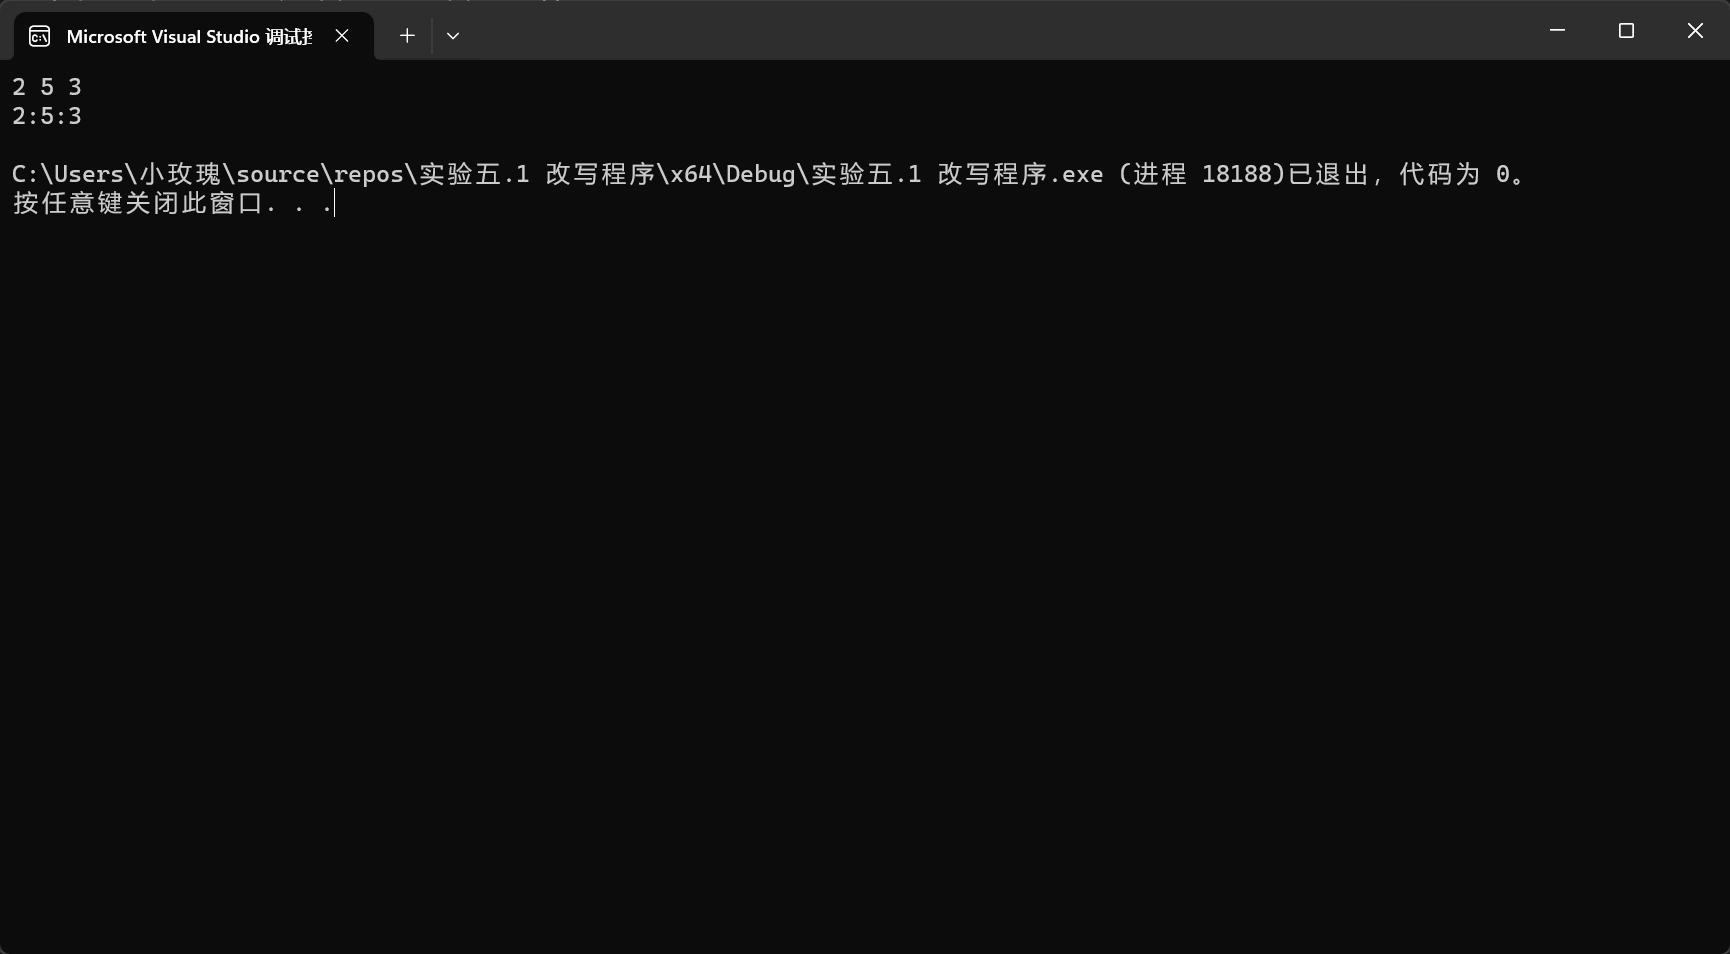 Microsoft Visual Studio 调试
2 5 3
2:5:3
C:\Users\小玫瑰\source\repos\实验五.1 改写程序\x64\Debug\实验五.1 改写程序.exe (进程 18188)已退出，代码为 0。
按任意键关闭此窗口. . .